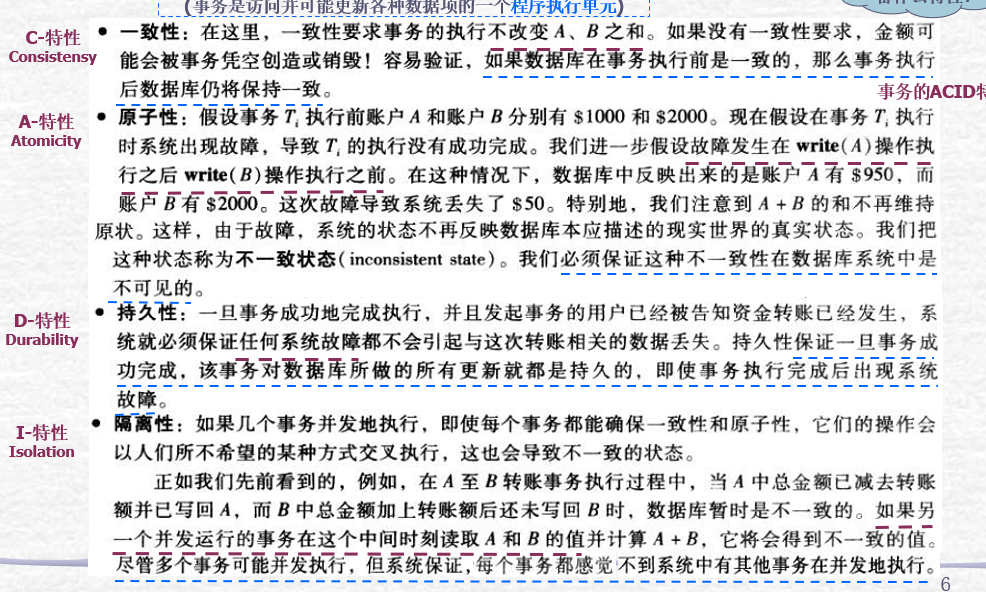 (事务是访问并可能更新各种数据项的一个程序执行单元)
C-特性
Consistensy
• 一致性：在这里，一致性要求事务的执行不改变 A、B 之和。如果没有一致性要求，金额可
能会被事务凭空创造或销毁！容易验证，如果数据库在事务执行前是一致的，那么事务执行
后数据库仍将保持一致。
事务的ACID特
A-特性
Atomicity
• 原子性：假设事务 Ti 执行前账户 A 和账户 B 分别有 $1000 和 $2000。现在假设在事务 Ti 执行
时系统出现故障，导致 Ti 的执行没有成功完成。我们进一步假设故障发生在 write(A)操作执
行之后 write(B)操作执行之前。在这种情况下，数据库中反映出来的是账户 A 有 $950，而
账户 B 有 $2000。这次故障导致系统丢失了 $50。特别地，我们注意到 A + B 的和不再维持
原状。这样，由于故障，系统的状态不再反映数据库本应描述的现实世界的真实状态。我们把
这种状态称为不一致状态(inconsistent state)。我们必须保证这种不一致性在数据库系统中是
不可见的。
D-特性
Durability
• 持久性：一旦事务成功地完成执行，并且发起事务的用户已经被告知资金转账已经发生，系
统就必须保证任何系统故障都不会引起与这次转账相关的数据丢失。持久性保证一旦事务成
功完成，该事务对数据库所做的所有更新就都是持久的，即使事务执行完成后出现系统
故障。
I-特性
Isolation
• 隔离性：如果几个事务并发地执行，即使每个事务都能确保一致性和原子性，它们的操作会
以人们所不希望的某种方式交叉执行，这也会导致不一致的状态。
正如我们先前看到的，例如，在 A 至 B 转账事务执行过程中，当 A 中总金额已减去转账
额并已写回 A，而 B 中总金额加上转账额后还未写回 B 时，数据库暂时是不一致的。如果另
一个并发运行的事务在这个中间时刻读取 A 和 B 的值并计算 A + B，它将会得到不一致的值。
尽管多个事务可能并发执行，但系统保证，每个事务都感觉不到系统中有其他事务在并发地执行。
6